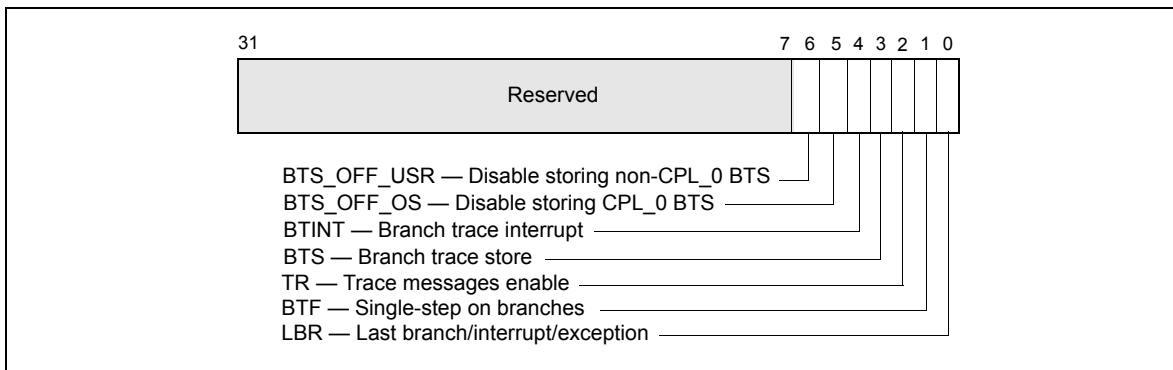 31 7 6 5 4 3 2 1 0
Reserved
BTS_OFF_USR — Disable storing non-CPL_0 BTS
BTS_OFF_OS — Disable storing CPL_0 BTS
BTINT — Branch trace interrupt
BTS — Branch trace store
TR — Trace messages enable
BTF — Single-step on branches
LBR — Last branch/interrupt/exception